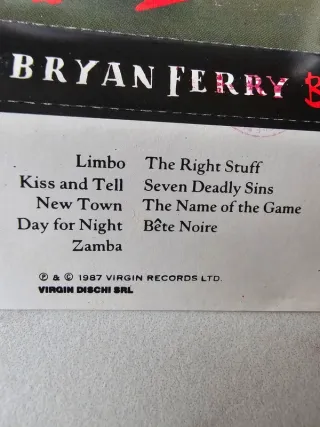 BRYAN FERRY B
Limbo
Kiss and Tell
New Town
Day for Night
Zamba
The Right Stuff
Seven Deadly Sins
The Name of the Game
Bête Noire
℗ & © 1987 VIRGIN RECORDS LTD.
VIRGIN DISCHI SRL